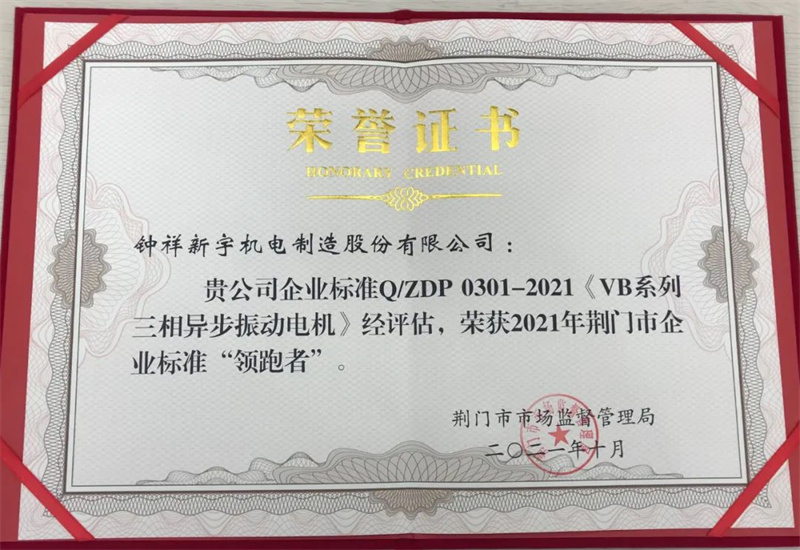 荣誉证书
HONORARY CREDENTIAL
钟祥新宇机电制造股份有限公司：
贵公司企业标准Q/ZDP 0301-2021《VB系列
三相异步振动电机》经评估，荣获2021年荆门市企
业标准“领跑者”。
荆门市市场监督管理局
二〇二一年十月